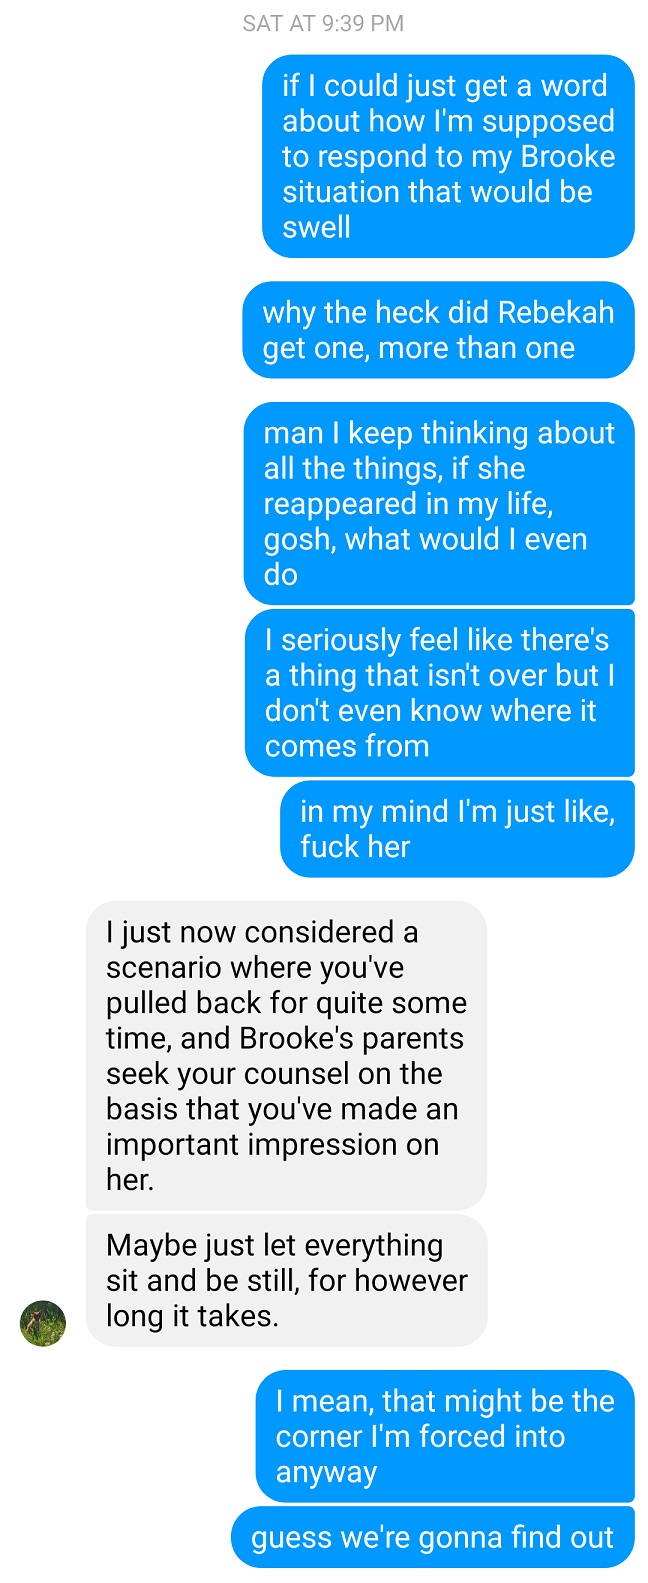 SAT AT 9:39 PM
if I could just get a word
about how I'm supposed
to respond to my Brooke
situation that would be
swell
why the heck did Rebekah
get one, more than one
man I keep thinking about
all the things, if she
reappeared in my life,
gosh, what would I even
do
I seriously feel like there's
a thing that isn't over but I
don't even know where it
comes from
in my mind I'm just like,
fuck her
I just now considered a
scenario where you've
pulled back for quite some
time, and Brooke's parents
seek your counsel on the
basis that you've made an
important impression on
her.
Maybe just let everything
sit and be still, for however
long it takes.
I mean, that might be the
corner I'm forced into
anyway
guess we're gonna find out